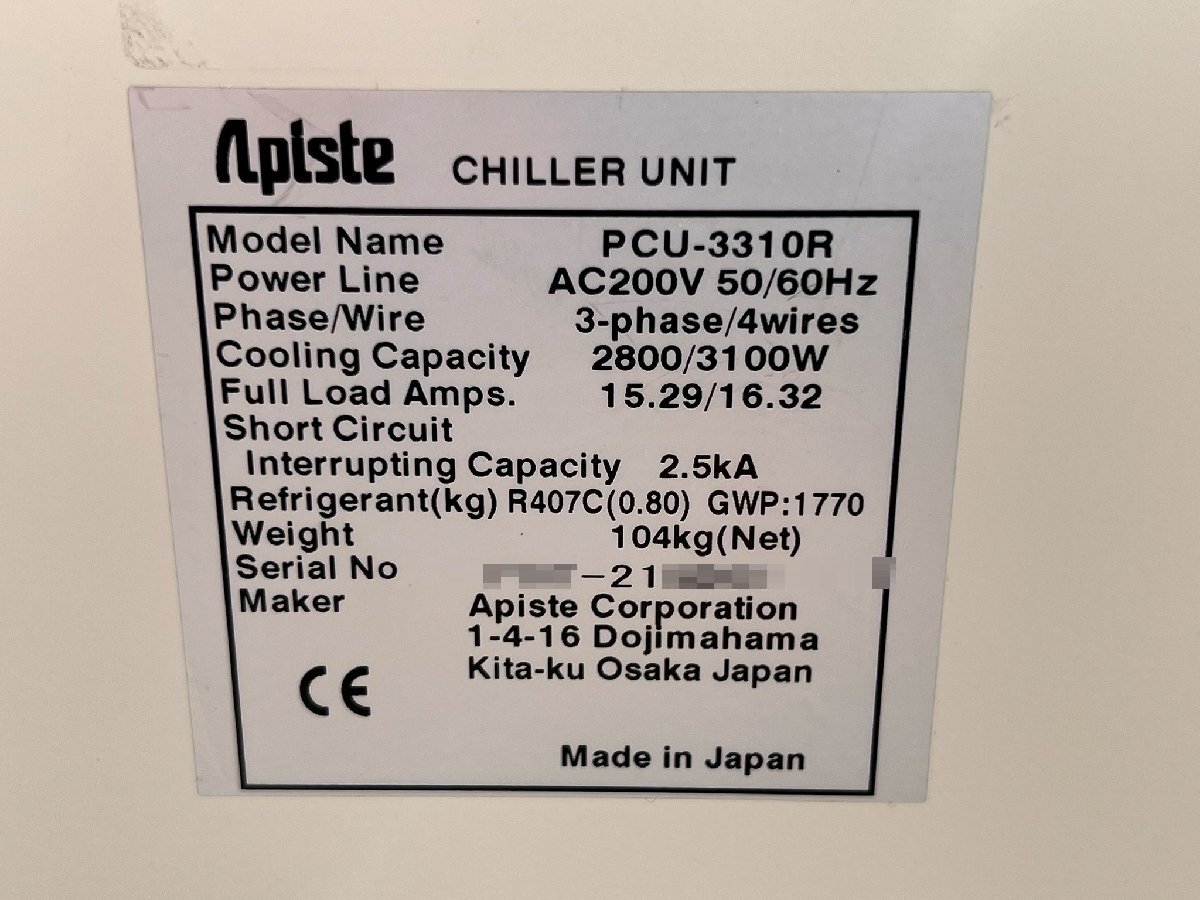 Apiste CHILLER UNIT
Model Name PCU-3310R
Power Line AC200V 50/60Hz
Phase/Wire 3-phase/4wires
Cooling Capacity 2800/3100W
Full Load Amps. 15.29/16.32
Short Circuit
Interrupting Capacity 2.5kA
Refrigerant(kg) R407C(0.80) GWP:1770
Weight 104kg(Net)
Serial No -21
Maker Apiste Corporation
1-4-16 Dojimahama
Kita-ku Osaka Japan
CE
Made in Japan